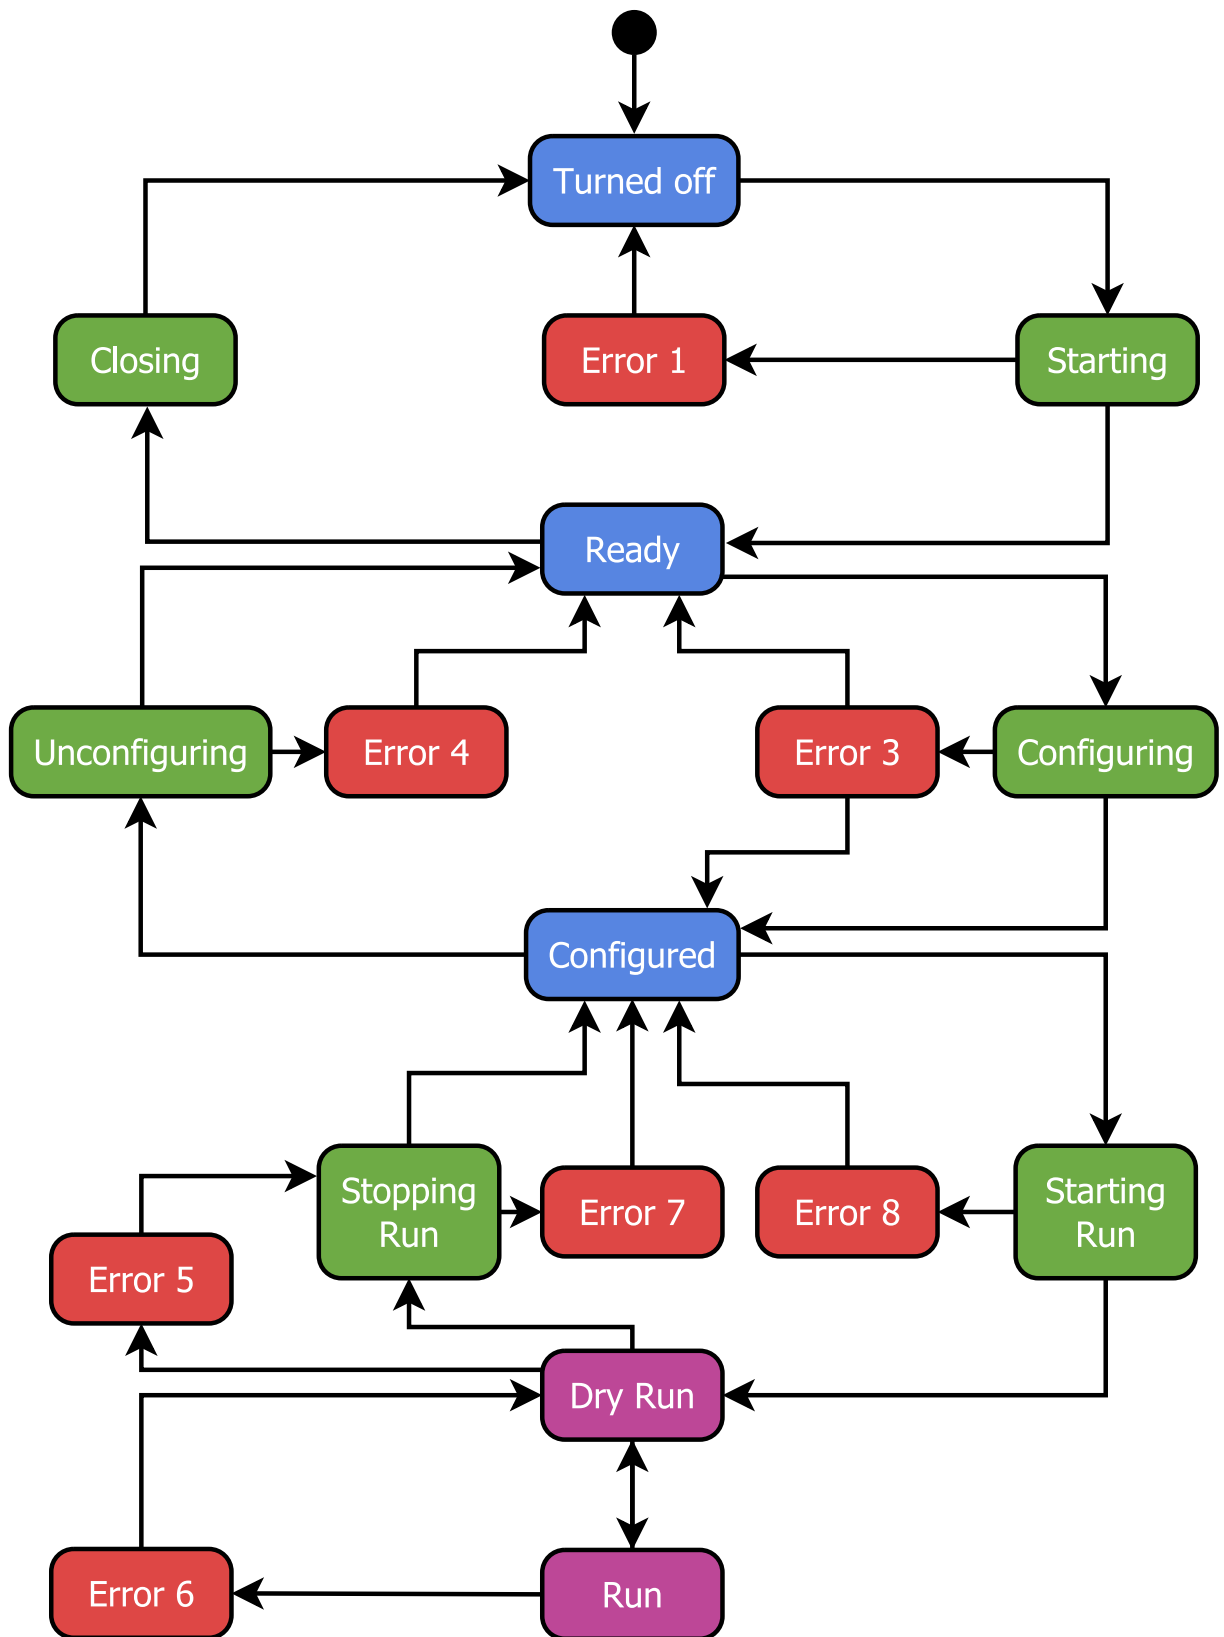 Turned off
Closing
Error 1
Starting
Ready
Unconfiguring
Error 4
Error 3
Configuring
Configured
Stopping
Run
Error 7
Error 8
Starting
Run
Error 5
Dry Run
Error 6
Run